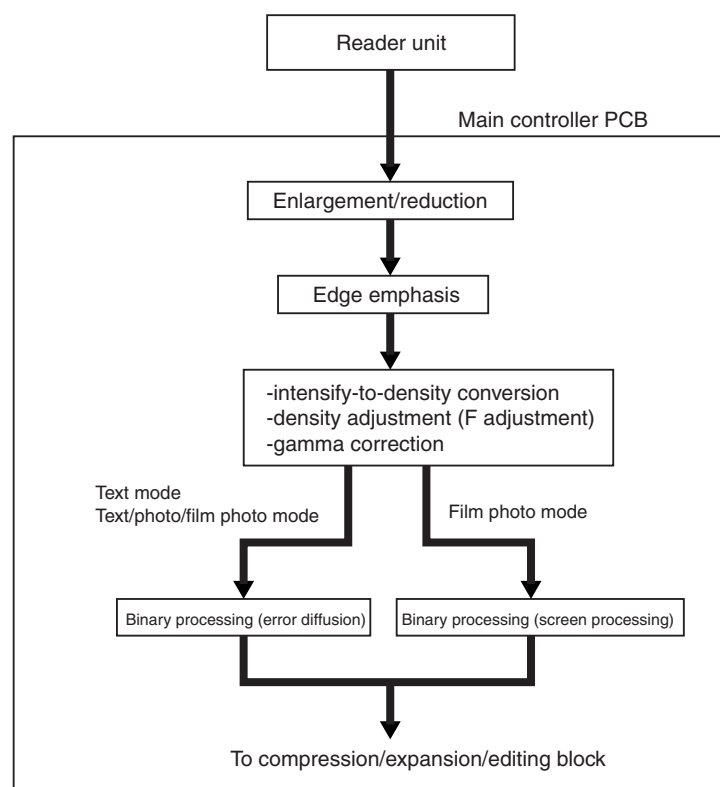 Reader unit
Main controller PCB
Enlargement/reduction
Edge emphasis
-intensify-to-density conversion
-density adjustment (F adjustment)
-gamma correction
Text mode
Text/photo/film photo mode
Film photo mode
Binary processing (error diffusion)
Binary processing (screen processing)
To compression/expansion/editing block